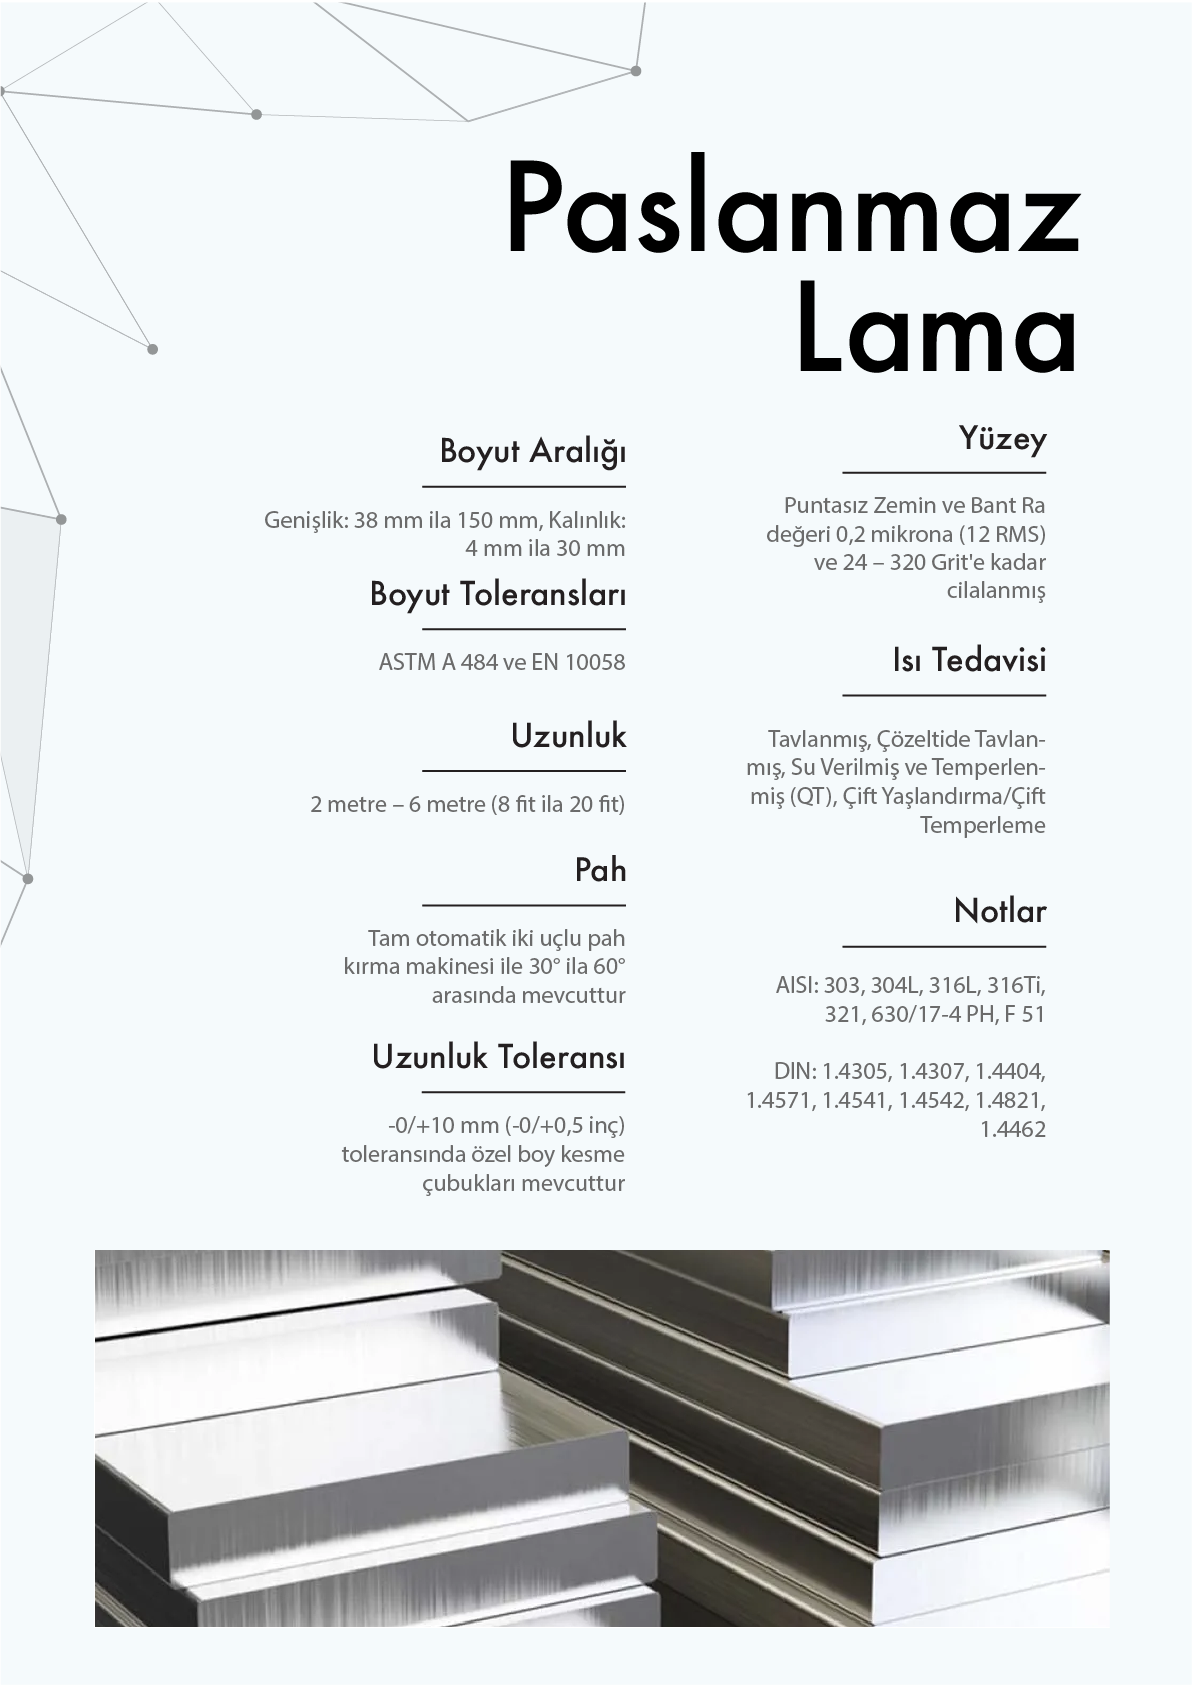 Paslanmaz
Lama
Boyut Aralığı
Genişlik: 38 mm ila 150 mm, Kalınlık:
4 mm ila 30 mm
Boyut Toleransları
ASTM A 484 ve EN 10058
Uzunluk
2 metre – 6 metre (8 fit ila 20 fit)
Pah
Tam otomatik iki uçlu pah
kırma makinesi ile 30° ila 60°
arasında mevcuttur
Uzunluk Toleransı
-0/+10 mm (-0/+0,5 inç)
toleransında özel boy kesme
çubukları mevcuttur
Yüzey
Puntasız Zemin ve Bant Ra
değeri 0,2 mikrona (12 RMS)
ve 24 – 320 Grit'e kadar
cilalanmış
Isı Tedavisi
Tavlanmış, Çözeltide Tavlan-
mış, Su Verilmiş ve Temperlen-
miş (QT), Çift Yaşlandırma/Çift
Temperleme
Notlar
AISI: 303, 304L, 316L, 316Ti,
321, 630/17-4 PH, F 51
DIN: 1.4305, 1.4307, 1.4404,
1.4571, 1.4541, 1.4542, 1.4821,
1.4462